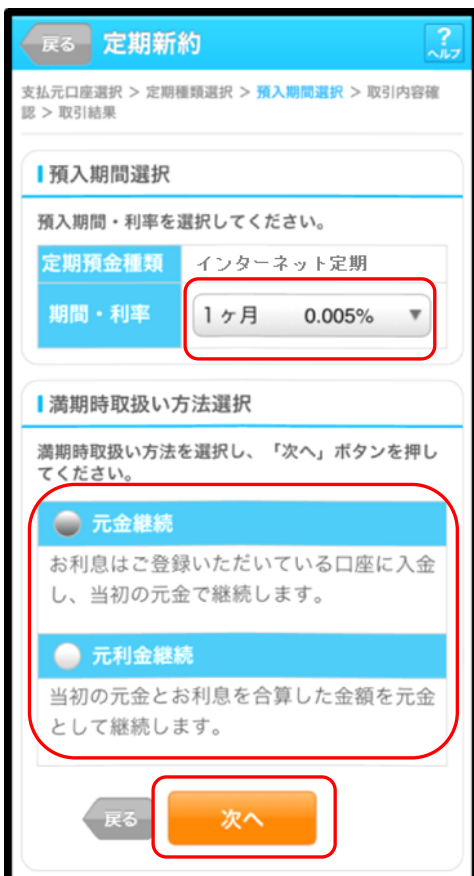 戻る 定期新約 ? ヘルプ
支払元口座選択 > 定期種類選択 > 預入期間選択 > 取引内容確
認 > 取引結果
預入期間選択
預入期間・利率を選択してください。
定期預金種類 インターネット定期
期間・利率 1ヶ月 0.005% ▼
満期時取扱い方法選択
満期時取扱い方法を選択し、「次へ」ボタンを押し
てください。
元金継続
お利息はご登録いただいている口座に入金
し、当初の元金で継続します。
元利金継続
当初の元金とお利息を合算した金額を元金
として継続します。
戻る 次へ